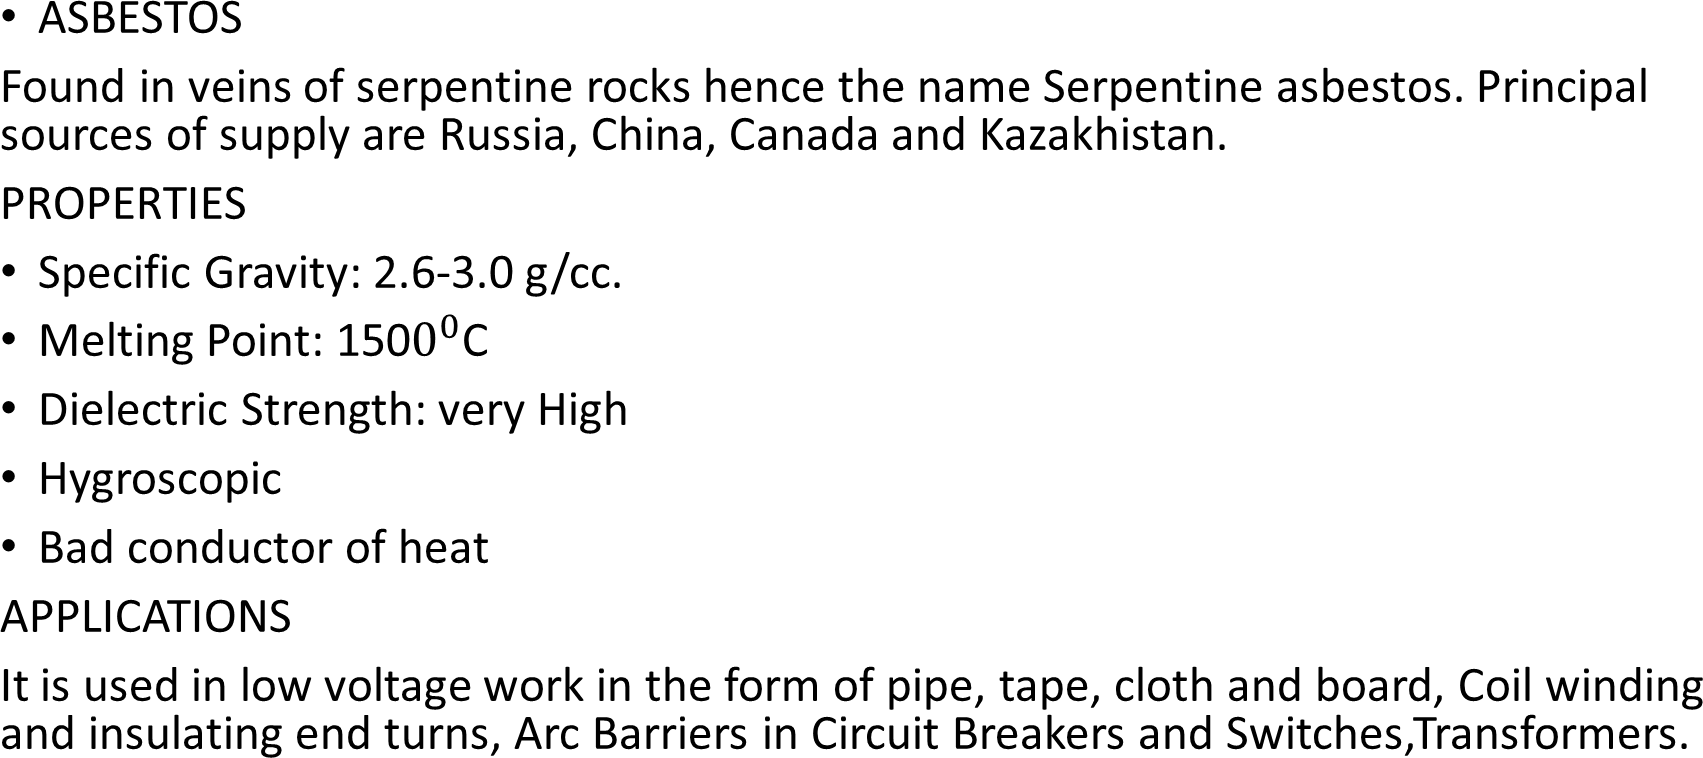 • ASBESTOS
Found in veins of serpentine rocks hence the name Serpentine asbestos. Principal
sources of supply are Russia, China, Canada and Kazakhistan.
PROPERTIES
• Specific Gravity: 2.6-3.0 g/cc.
• Melting Point: 1500⁰C
• Dielectric Strength: very High
• Hygroscopic
• Bad conductor of heat
APPLICATIONS
It is used in low voltage work in the form of pipe, tape, cloth and board, Coil winding
and insulating end turns, Arc Barriers in Circuit Breakers and Switches,Transformers.